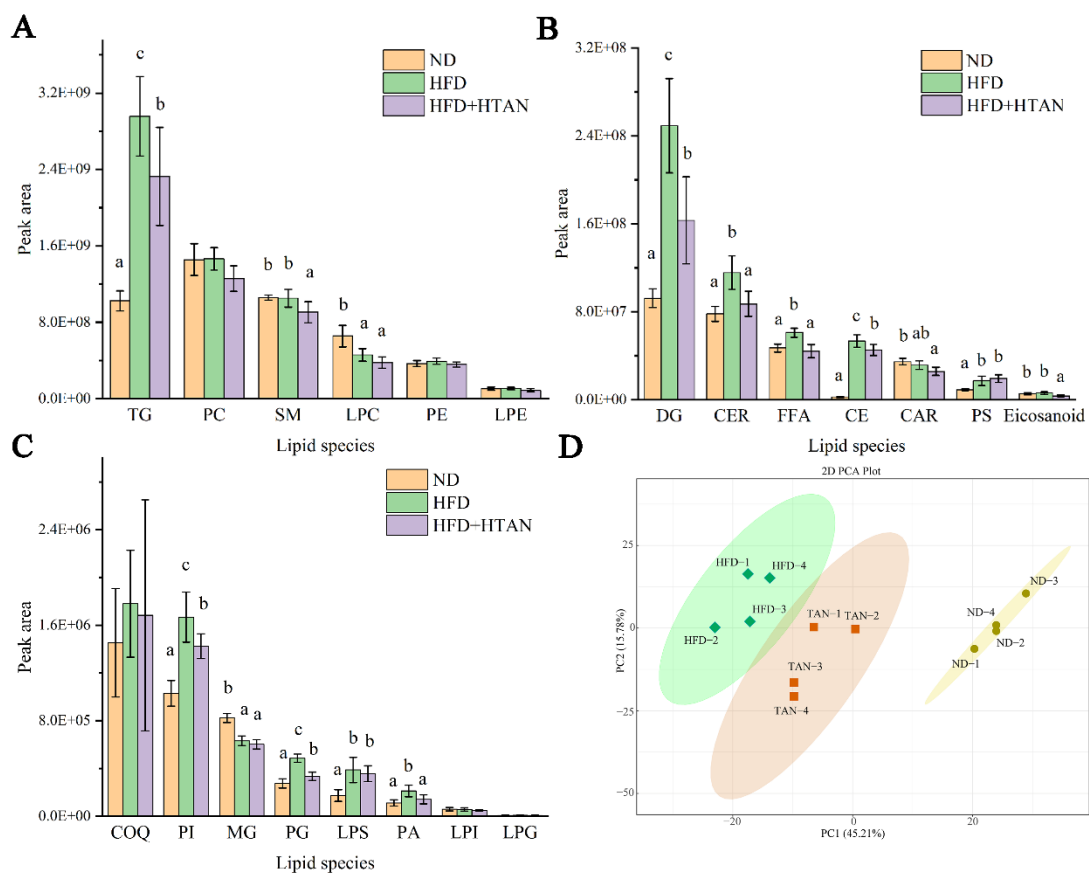 A
ND
HFD
HFD+HTAN
Peak area
3.2E+09
2.4E+09
1.6E+09
8.0E+08
0.0E+00
c
b
a
b b a
b a a
TG PC SM LPC PE LPE
Lipid species
B
ND
HFD
HFD+HTAN
Peak area
3.2E+08
2.4E+08
1.6E+08
8.0E+07
0.0E+00
c
b
a
a b a
a b a
a c b
b ab a
a b b
b b a
DG CER FFA CE CAR PS Eicosanoid
Lipid species
C
ND
HFD
HFD+HTAN
Peak area
2.4E+06
1.6E+06
8.0E+05
0.0E+00
a c b
b a a
a c b
a b b
a b a
COQ PI MG PG LPS PA LPI LPG
Lipid species
D
2D PCA Plot
PC2 (15.78%)
25
0
−25
−50
HFD−1
HFD−4
HFD−3
HFD−2
TAN−1
TAN−2
TAN−3
TAN−4
ND−3
ND−4
ND−2
ND−1
−20 0 20
PC1 (45.21%)